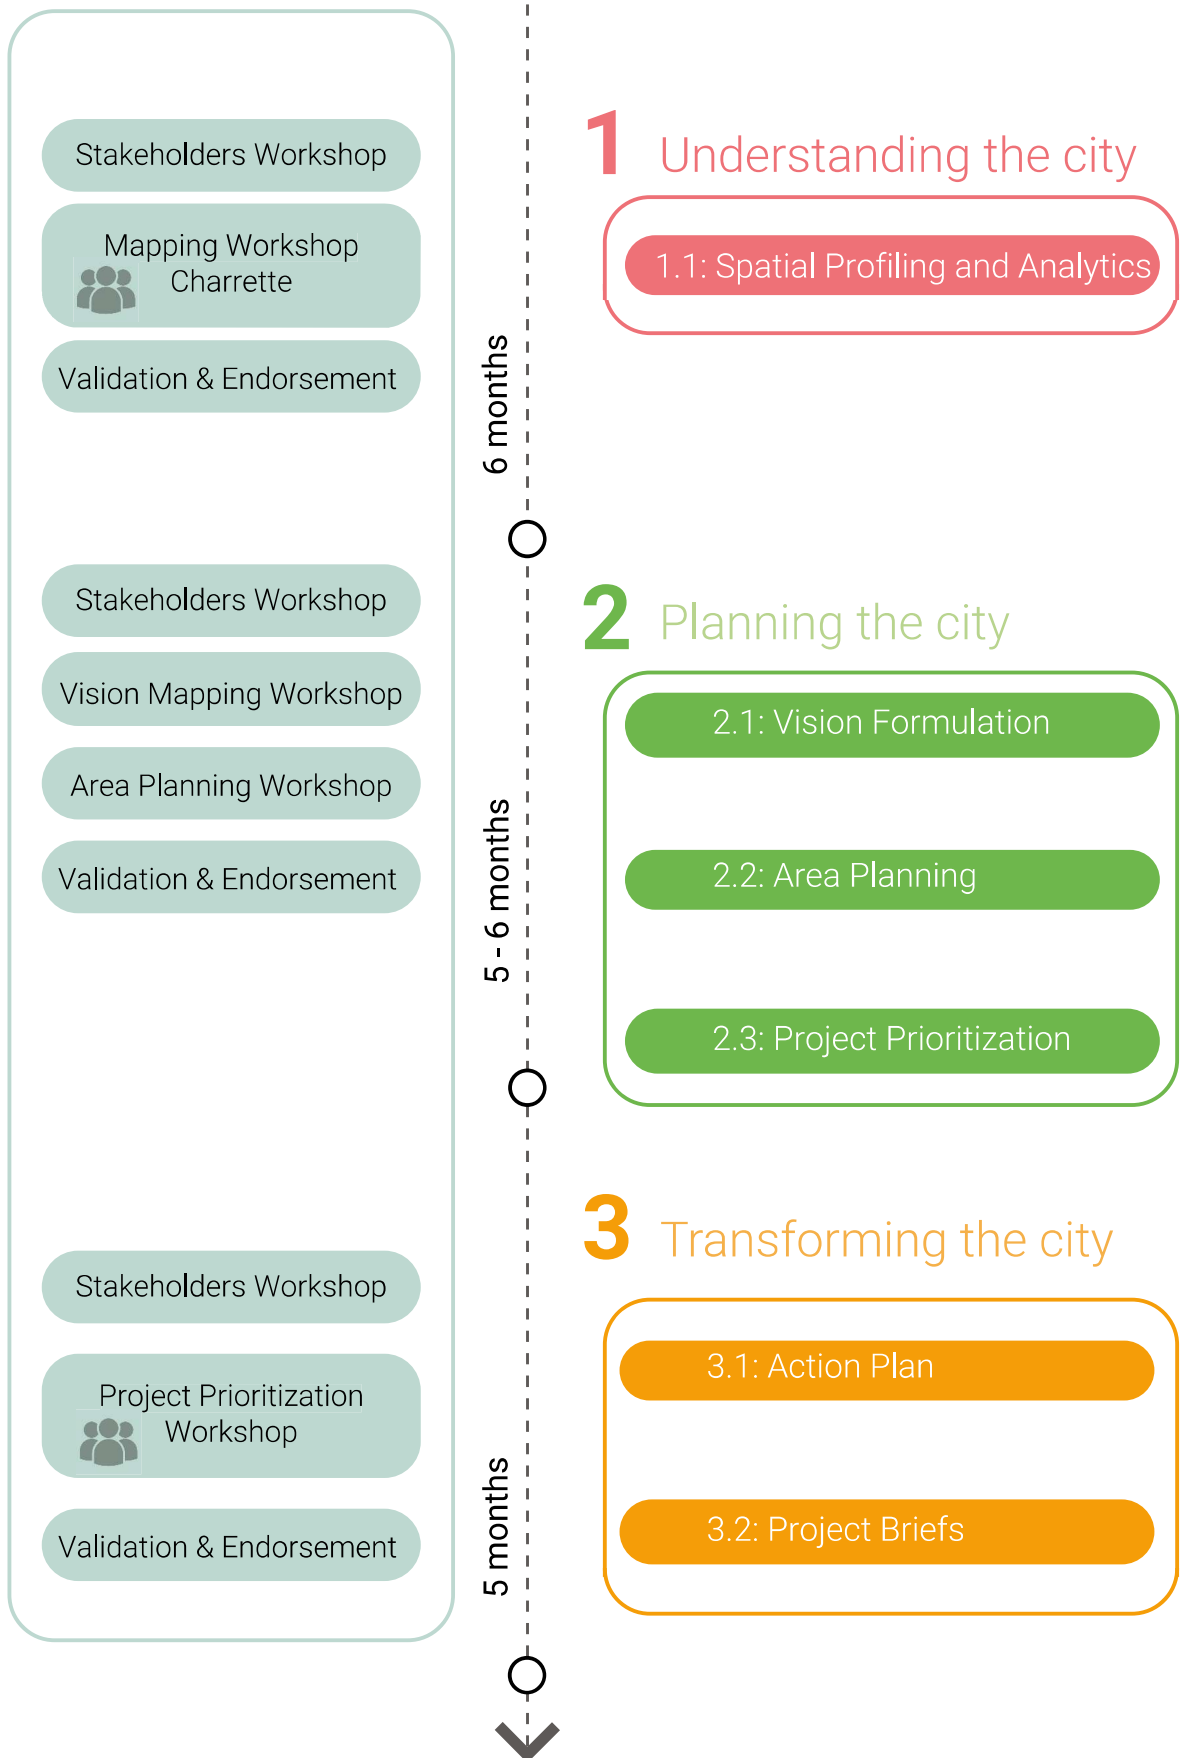 Stakeholders Workshop
Mapping Workshop
Charrette
Validation & Endorsement
6 months
1 Understanding the city
1.1: Spatial Profiling and Analytics
Stakeholders Workshop
Vision Mapping Workshop
Area Planning Workshop
Validation & Endorsement
5 - 6 months
2 Planning the city
2.1: Vision Formulation
2.2: Area Planning
2.3: Project Prioritization
Stakeholders Workshop
Project Prioritization
Workshop
Validation & Endorsement
5 months
3 Transforming the city
3.1: Action Plan
3.2: Project Briefs